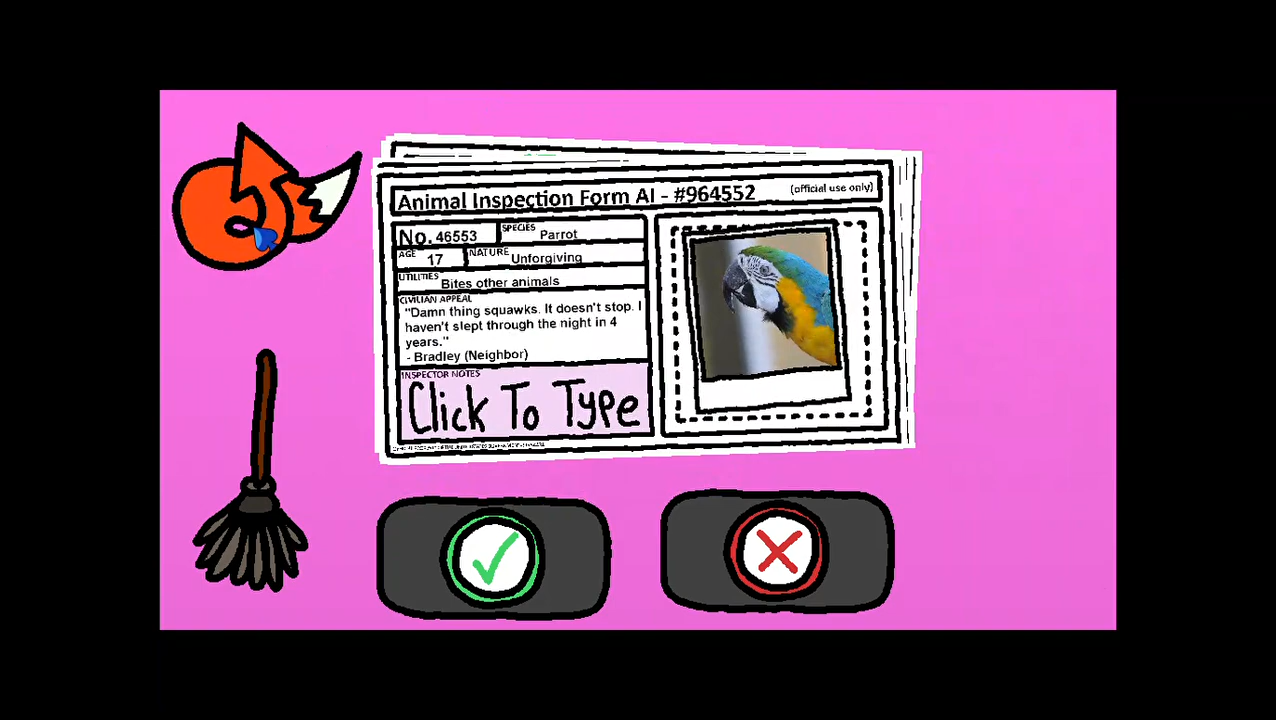 Animal Inspection Form AI - #964552
(official use only)
No. 46553
SPECIES Parrot
AGE 17
NATURE Unforgiving
UTILITIES Bites other animals
CIVILIAN APPEAL
"Damn thing squawks. It doesn't stop. I
haven't slept through the night in 4
years."
- Bradley (Neighbor)
INSPECTOR NOTES
Click To Type